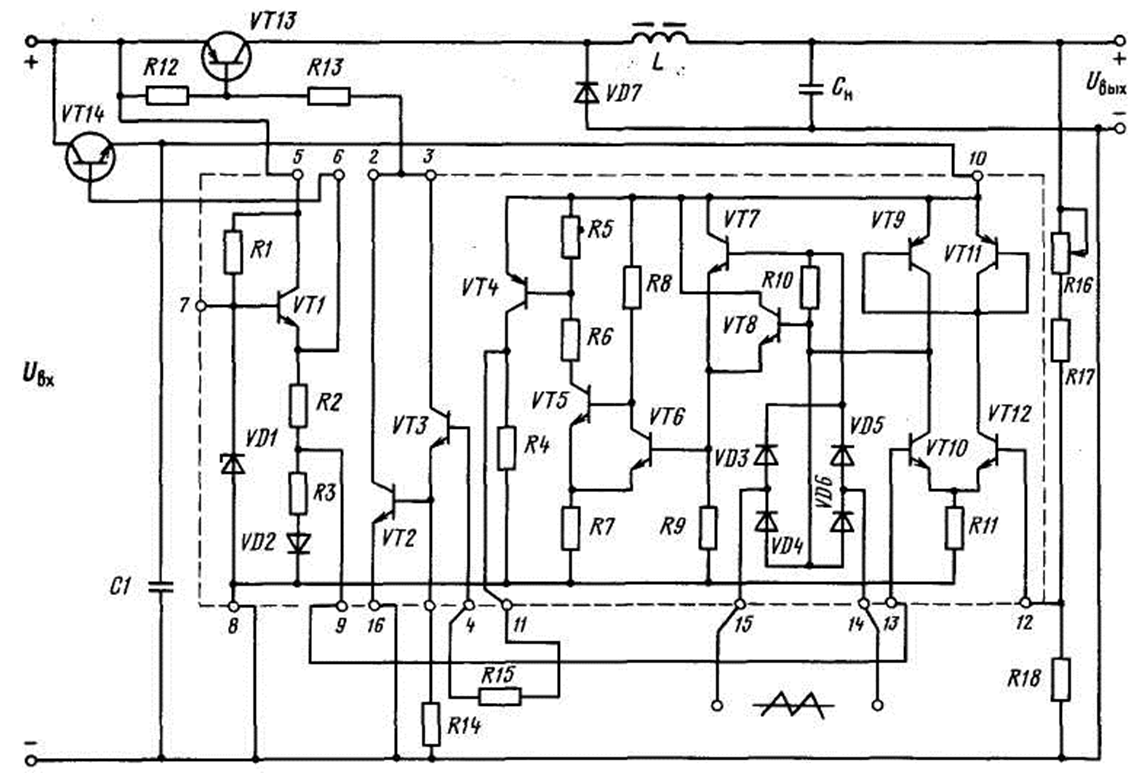 VT13
+
R12 R13
L
VD7
Cн
+
Uвых
−
VT14
5 6 2 3 10
R1
VT1
7
VT4
R5
R8
VT7
R10
VT9
VT11
R16
VT8
R6
Uвх
R2
VT3
VT5
VT6
R17
VD1
R4
VD3
VD5
VT10
VT12
R3
VD2
VT2
R7
R9
VD4
VD6
R11
C1
8 9 16 4 11 15 14 13 12
R15
R14
R18
−